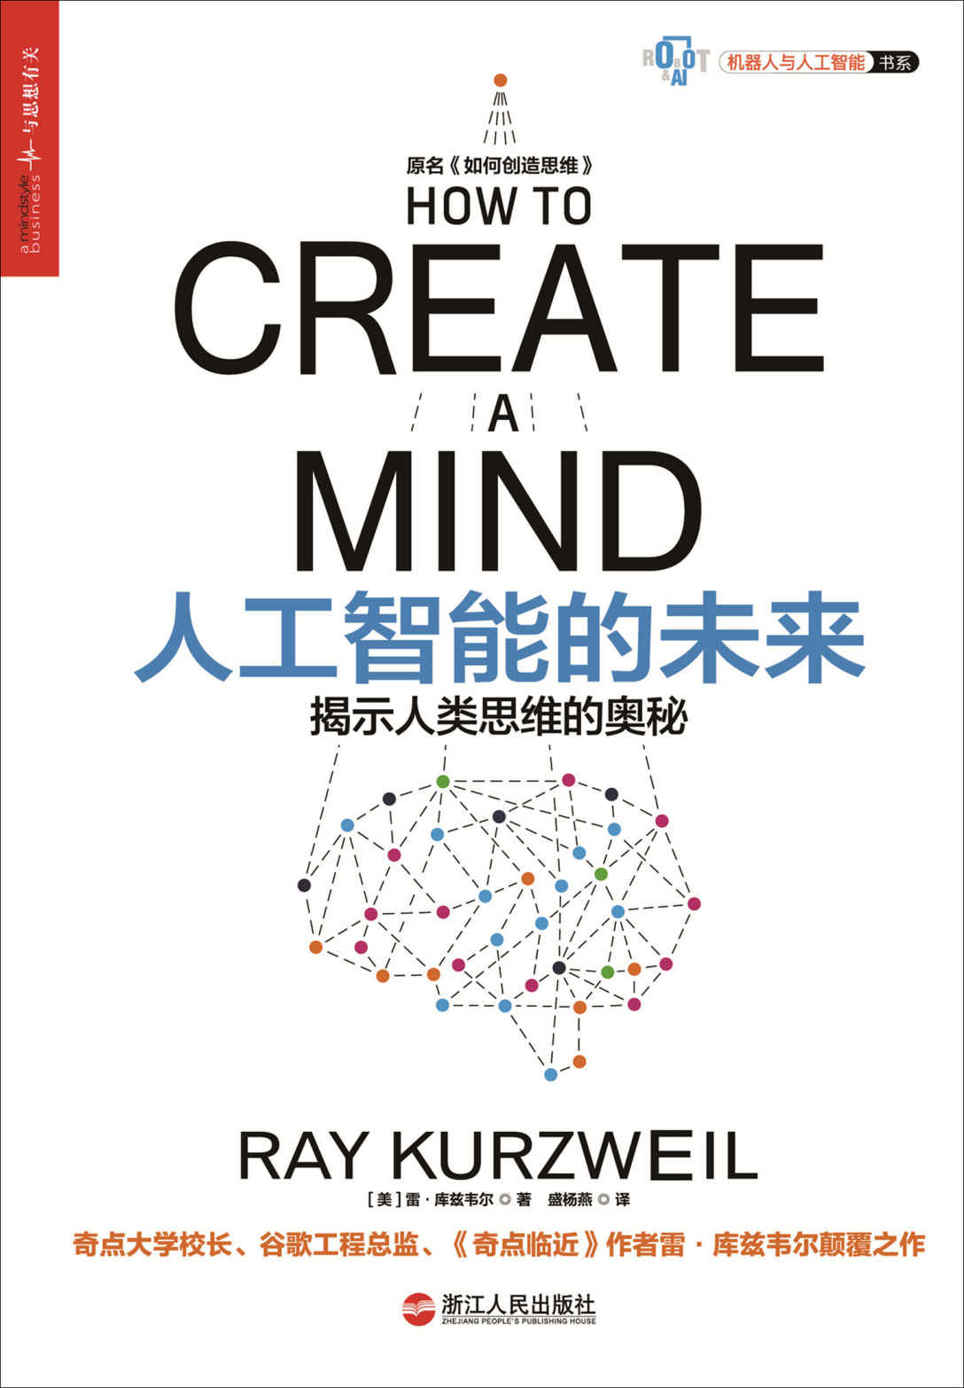 a mindstyle
business
与思想有关
ROBOT
&AI
机器人与人工智能 书系
原名《如何创造思维》
HOW TO
CREATE
A
MIND
人工智能的未来
揭示人类思维的奥秘
RAY KURZWEIL
[美]雷·库兹韦尔 著 盛杨燕 译
奇点大学校长、谷歌工程总监、《奇点临近》作者雷·库兹韦尔颠覆之作
浙江人民出版社
ZHEJIANG PEOPLE'S PUBLISHING HOUSE